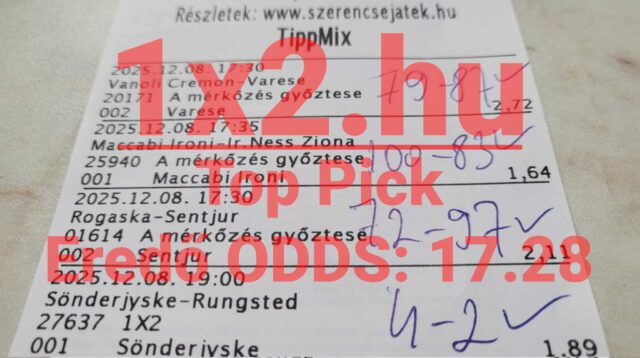 Részletek: www.szerencsejatek.hu
TippMix
2025.12.08. 17:30
Vanoli Cremon-Varese
20171 A mérkőzés győztese
002 Varese 2,72
79-87✓
2025.12.08. 17:35
Maccabi Ironi-Ir.Ness Ziona
25940 A mérkőzés győztese
001 Maccabi Ironi 1,64
100-83✓
2025.12.08. 17:30
Rogaska-Sentjur
01614 A mérkőzés győztese
002 Sentjur 2,11
72-97✓
2025.12.08. 19:00
Sönderjyske-Rungsted
27637 1X2
001 Sönderjyske 1,89
4-2✓
1x2.hu
Top Pick
Eredő ODDS: 17.28